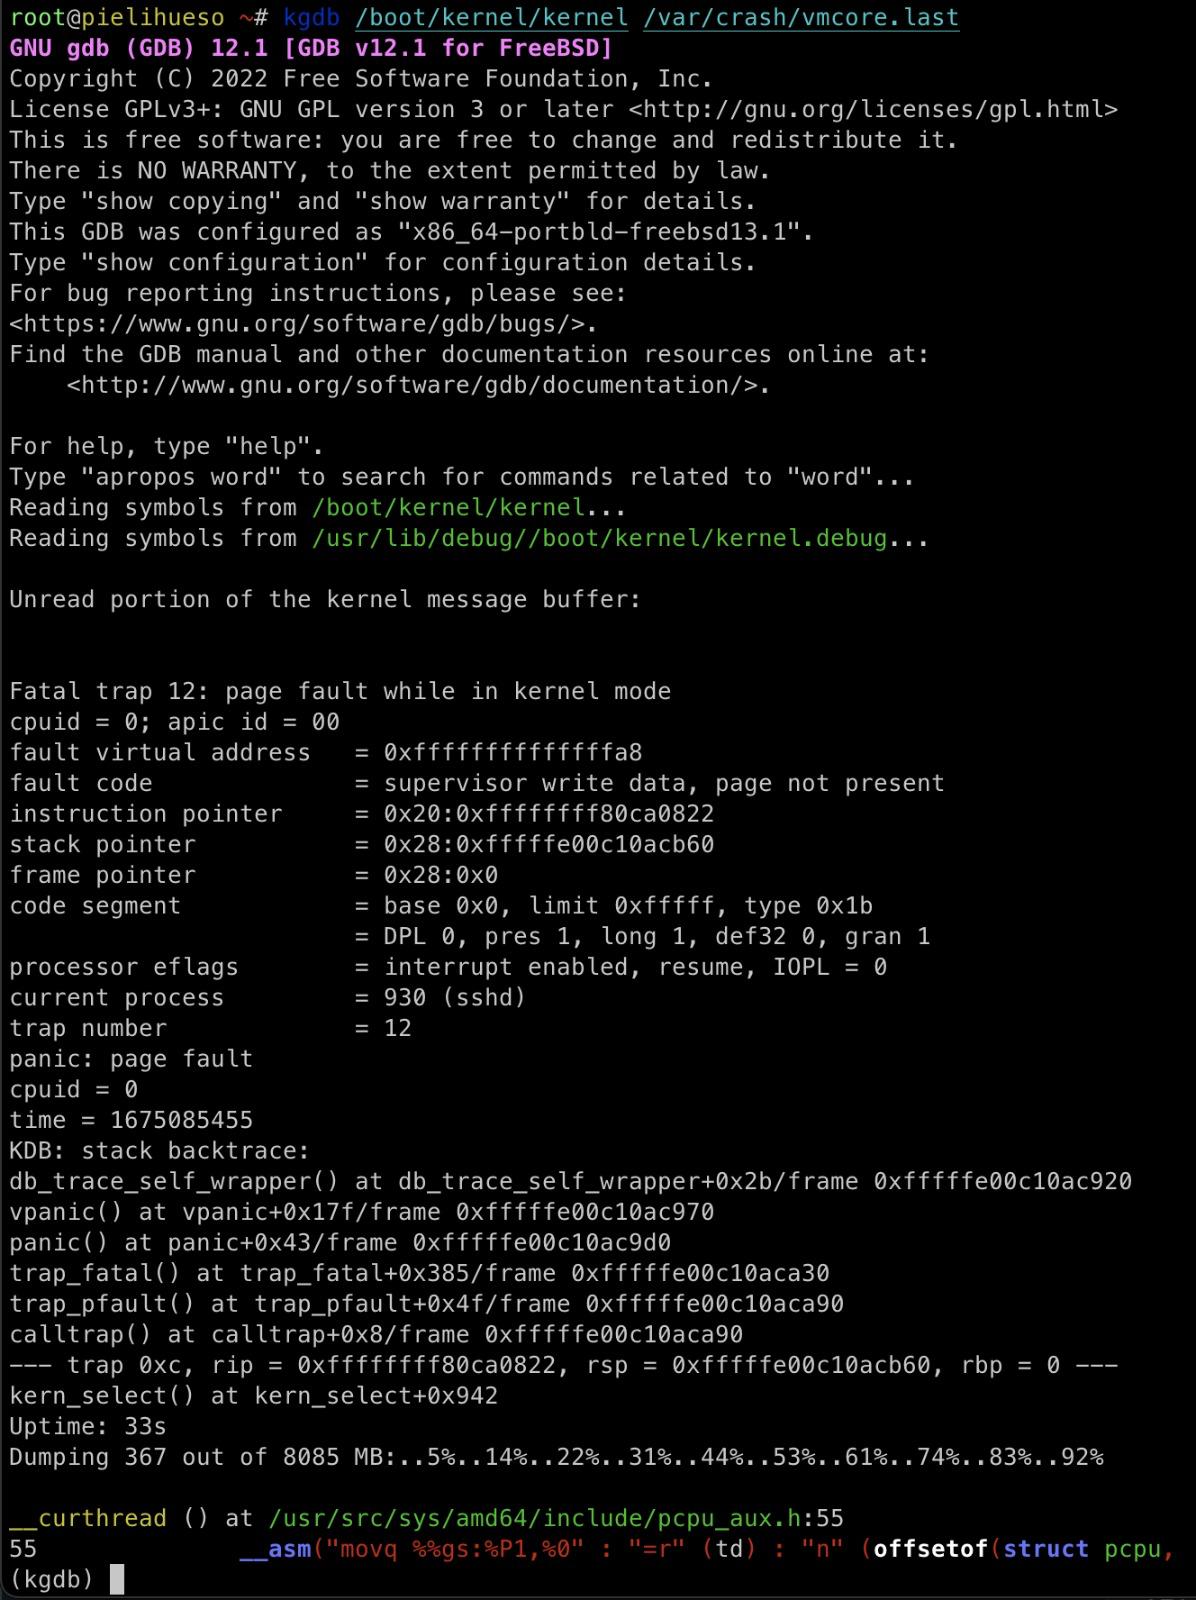 root@pielihueso ~# kgdb /boot/kernel/kernel /var/crash/vmcore.last
GNU gdb (GDB) 12.1 [GDB v12.1 for FreeBSD]
Copyright (C) 2022 Free Software Foundation, Inc.
License GPLv3+: GNU GPL version 3 or later <http://gnu.org/licenses/gpl.html>
This is free software: you are free to change and redistribute it.
There is NO WARRANTY, to the extent permitted by law.
Type "show copying" and "show warranty" for details.
This GDB was configured as "x86_64-portbld-freebsd13.1".
Type "show configuration" for configuration details.
For bug reporting instructions, please see:
<https://www.gnu.org/software/gdb/bugs/>.
Find the GDB manual and other documentation resources online at:
    <http://www.gnu.org/software/gdb/documentation/>.

For help, type "help".
Type "apropos word" to search for commands related to "word"...
Reading symbols from /boot/kernel/kernel...
Reading symbols from /usr/lib/debug//boot/kernel/kernel.debug...

Unread portion of the kernel message buffer:

Fatal trap 12: page fault while in kernel mode
cpuid = 0; apic id = 00
fault virtual address   = 0xffffffffffffffa8
fault code              = supervisor write data, page not present
instruction pointer     = 0x20:0xffffffff80ca0822
stack pointer           = 0x28:0xfffffe00c10acb60
frame pointer           = 0x28:0x0
code segment            = base 0x0, limit 0xfffff, type 0x1b
                        = DPL 0, pres 1, long 1, def32 0, gran 1
processor eflags        = interrupt enabled, resume, IOPL = 0
current process         = 930 (sshd)
trap number             = 12
panic: page fault
cpuid = 0
time = 1675085455
KDB: stack backtrace:
db_trace_self_wrapper() at db_trace_self_wrapper+0x2b/frame 0xfffffe00c10ac920
vpanic() at vpanic+0x17f/frame 0xfffffe00c10ac970
panic() at panic+0x43/frame 0xfffffe00c10ac9d0
trap_fatal() at trap_fatal+0x385/frame 0xfffffe00c10aca30
trap_pfault() at trap_pfault+0x4f/frame 0xfffffe00c10aca90
calltrap() at calltrap+0x8/frame 0xfffffe00c10aca90
--- trap 0xc, rip = 0xffffffff80ca0822, rsp = 0xfffffe00c10acb60, rbp = 0 ---
kern_select() at kern_select+0x942
Uptime: 33s
Dumping 367 out of 8085 MB:..5%..14%..22%..31%..44%..53%..61%..74%..83%..92%

__curthread () at /usr/src/sys/amd64/include/pcpu_aux.h:55
55              __asm("movq %%gs:%P1,%0" : "=r" (td) : "n" (offsetof(struct pcpu,
(kgdb)